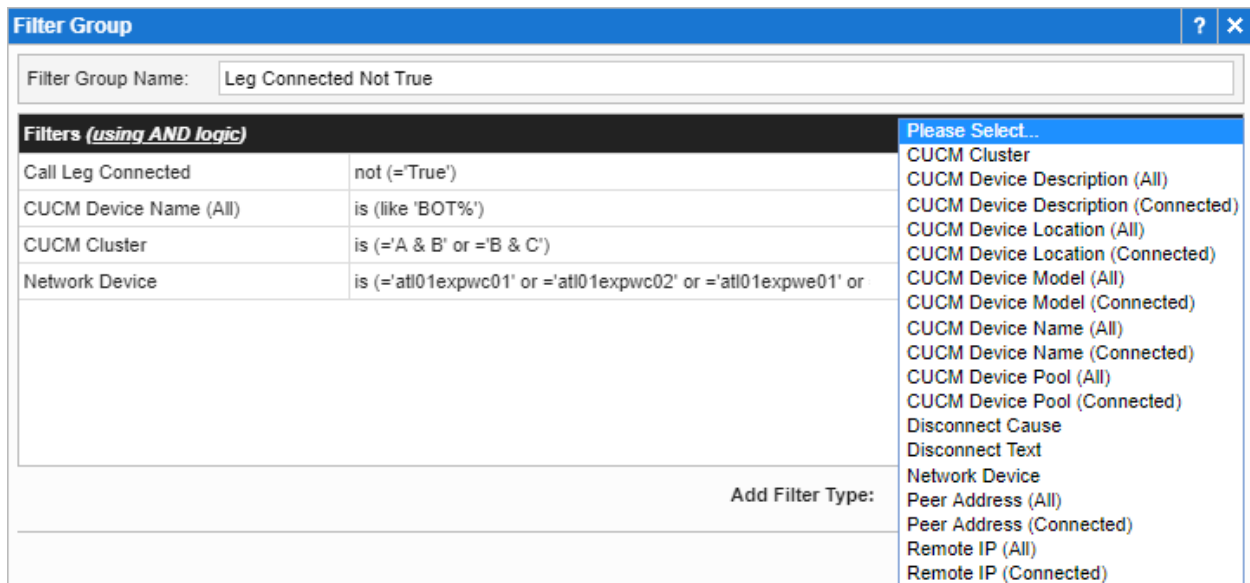 Filter Group ? ×
Filter Group Name: Leg Connected Not True
Filters (using AND logic)
Call Leg Connected not (='True')
CUCM Device Name (All) is (like 'BOT%')
CUCM Cluster is (='A & B' or ='B & C')
Network Device is (='atl01expwc01' or ='atl01expwc02' or ='atl01expwe01' or
Add Filter Type:
Please Select...
CUCM Cluster
CUCM Device Description (All)
CUCM Device Description (Connected)
CUCM Device Location (All)
CUCM Device Location (Connected)
CUCM Device Model (All)
CUCM Device Model (Connected)
CUCM Device Name (All)
CUCM Device Name (Connected)
CUCM Device Pool (All)
CUCM Device Pool (Connected)
Disconnect Cause
Disconnect Text
Network Device
Peer Address (All)
Peer Address (Connected)
Remote IP (All)
Remote IP (Connected)